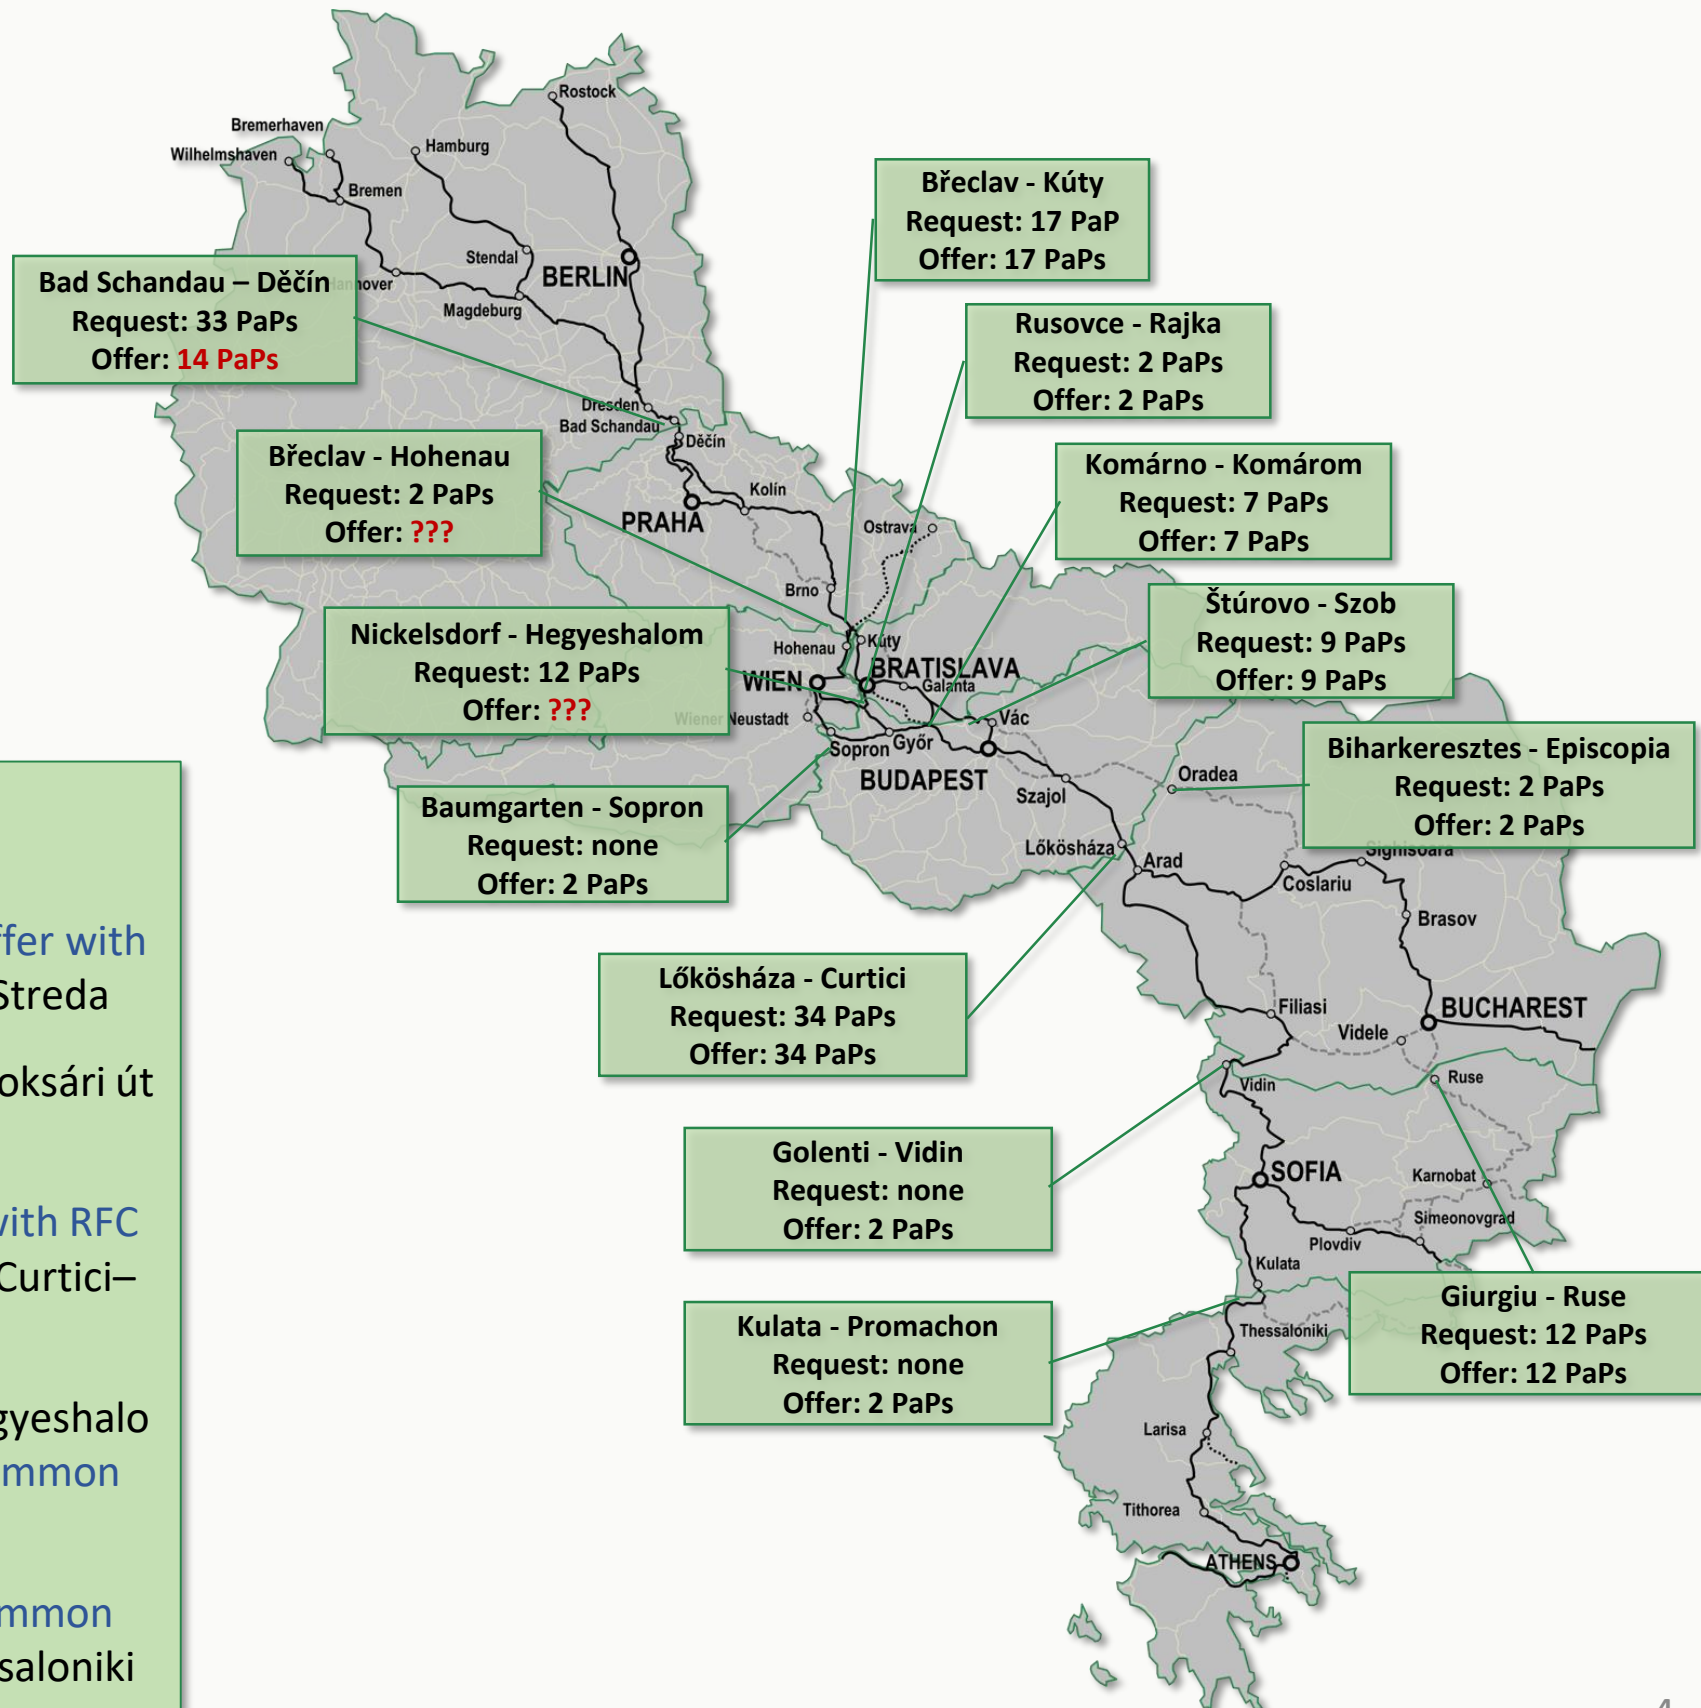 Rostock
Bremerhaven
Hamburg
Wilhelmshaven
Bremen
Břeclav - Kúty
Request: 17 PaP
Offer: 17 PaPs
Stendal
BERLIN
Bad Schandau – Děčín
Request: 33 PaPs
Offer: 14 PaPs
Hannover
Magdeburg
Rusovce - Rajka
Request: 2 PaPs
Offer: 2 PaPs
Dresden
Bad Schandau
Děčín
Břeclav - Hohenau
Request: 2 PaPs
Offer: ???
Komárno - Komárom
Request: 7 PaPs
Offer: 7 PaPs
Kolín
PRAHA
Ostrava
Brno
Štúrovo - Szob
Request: 9 PaPs
Offer: 9 PaPs
Nickelsdorf - Hegyeshalom
Request: 12 PaPs
Offer: ???
Hohenau
Kúty
WIEN
BRATISLAVA
Galanta
Wiener Neustadt
Vác
Sopron
Győr
BUDAPEST
Biharkeresztes - Episcopia
Request: 2 PaPs
Offer: 2 PaPs
Oradea
Szajol
Baumgarten - Sopron
Request: none
Offer: 2 PaPs
Lőkösháza
Arad
Sighisoara
Coslariu
Brasov
ffer with
Streda
oksári út
with RFC
Curtici–
gyeshalo
mmon
mmon
saloniki
Lőkösháza - Curtici
Request: 34 PaPs
Offer: 34 PaPs
Filiasi
BUCHAREST
Videle
Vidin
Ruse
Golenti - Vidin
Request: none
Offer: 2 PaPs
SOFIA
Karnobat
Simeonovgrad
Plovdiv
Kulata
Giurgiu - Ruse
Request: 12 PaPs
Offer: 12 PaPs
Kulata - Promachon
Request: none
Offer: 2 PaPs
Thessaloniki
Larisa
Tithorea
ATHENS